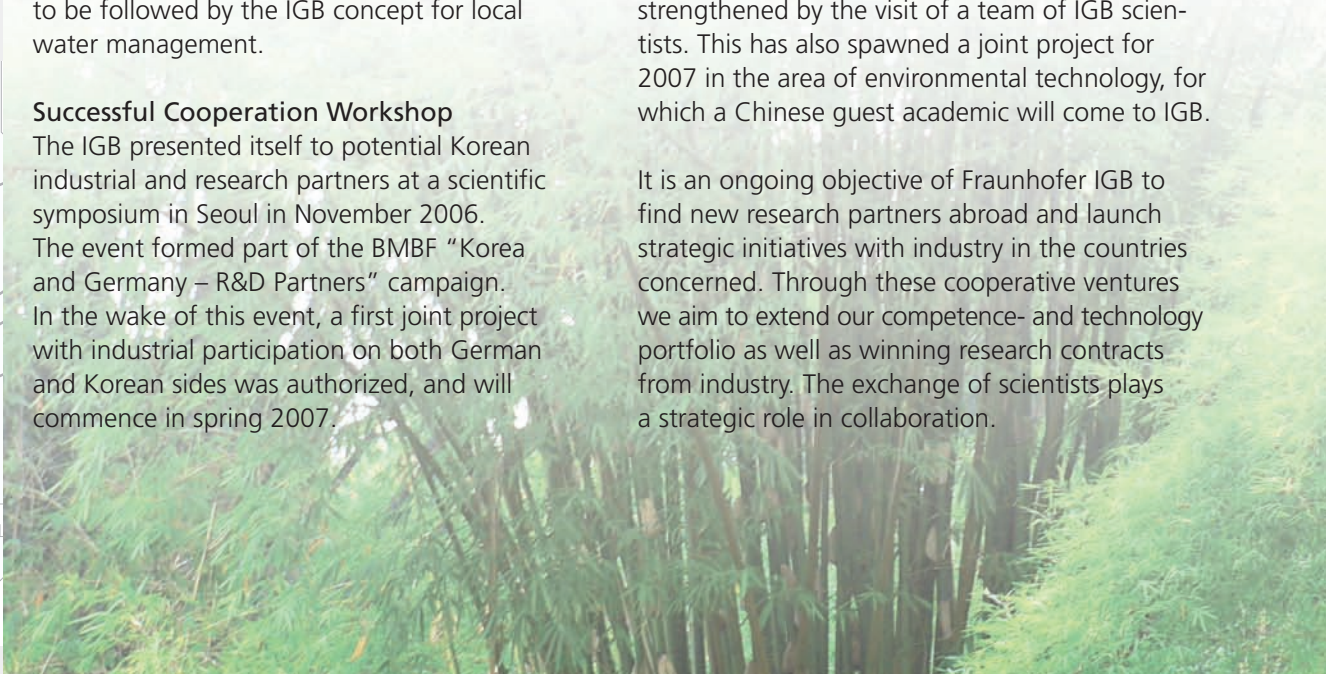 to be followed by the IGB concept for local
water management.
Successful Cooperation Workshop
The IGB presented itself to potential Korean
industrial and research partners at a scientific
symposium in Seoul in November 2006.
The event formed part of the BMBF “Korea
and Germany – R&D Partners” campaign.
In the wake of this event, a first joint project
with industrial participation on both German
and Korean sides was authorized, and will
commence in spring 2007.
strengthened by the visit of a team of IGB scien-
tists. This has also spawned a joint project for
2007 in the area of environmental technology, for
which a Chinese guest academic will come to IGB.
It is an ongoing objective of Fraunhofer IGB to
find new research partners abroad and launch
strategic initiatives with industry in the countries
concerned. Through these cooperative ventures
we aim to extend our competence- and technology
portfolio as well as winning research contracts
from industry. The exchange of scientists plays
a strategic role in collaboration.